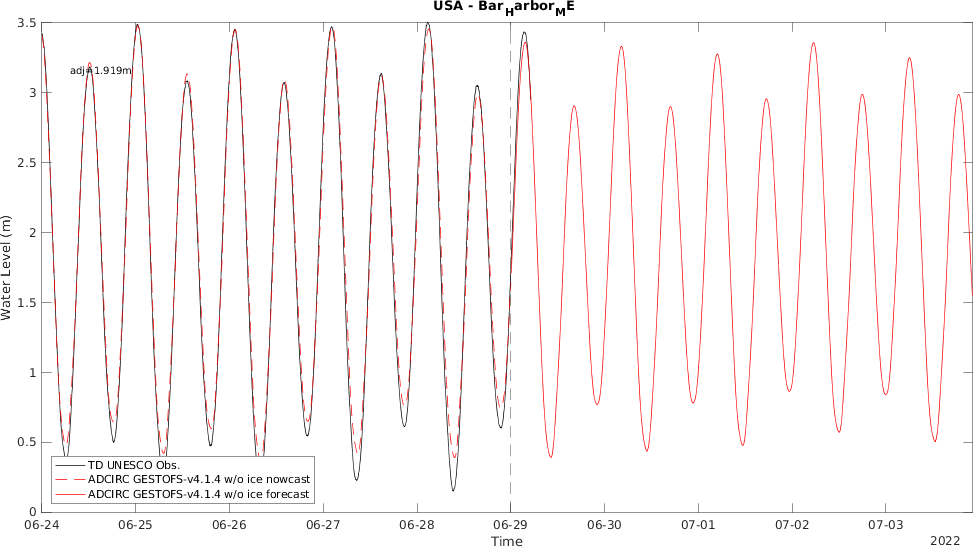 USA - Bar_Harbor_ME
3.5
adj=1.919m
3
2.5
2
1.5
1
0.5
0
Water Level (m)
TD UNESCO Obs.
ADCIRC GESTOFS-v4.1.4 w/o ice nowcast
ADCIRC GESTOFS-v4.1.4 w/o ice forecast
06-24 06-25 06-26 06-27 06-28 06-29 06-30 07-01 07-02 07-03
Time
2022